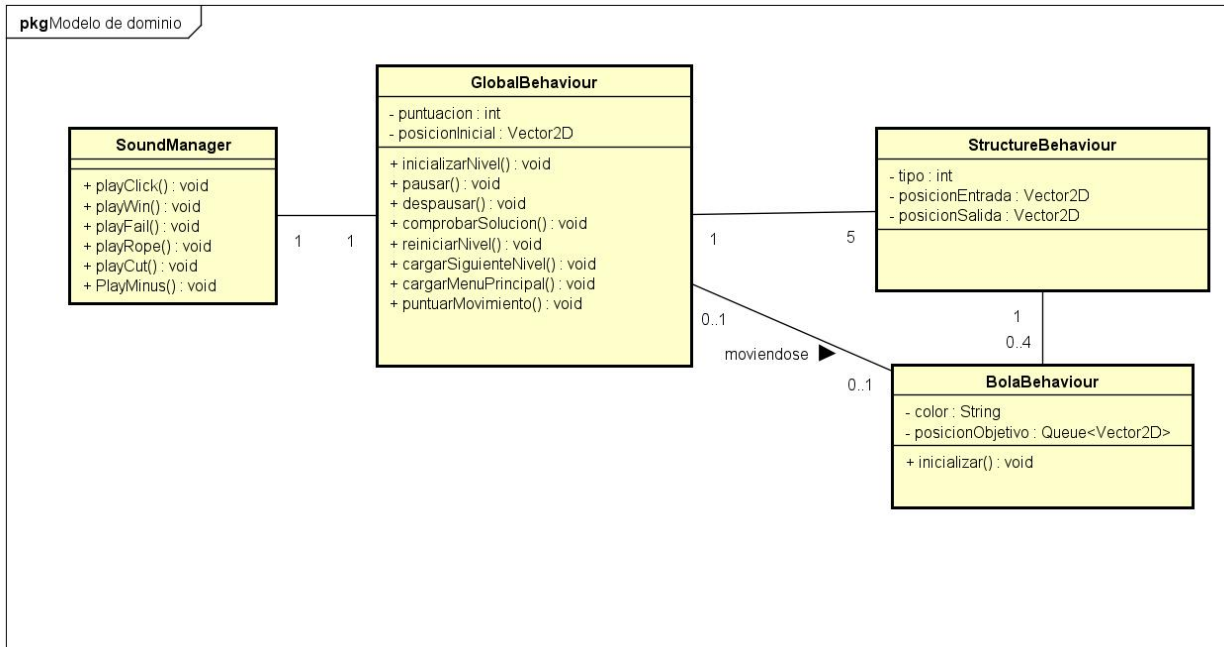 pkg Modelo de dominio
SoundManager
+ playClick() : void
+ playWin() : void
+ playFail() : void
+ playRope() : void
+ playCut() : void
+ PlayMinus() : void
1
1
GlobalBehaviour
- puntuacion : int
- posicionInicial : Vector2D
+ inicializarNivel() : void
+ pausar() : void
+ despausar() : void
+ comprobarSolucion() : void
+ reiniciarNivel() : void
+ cargarSiguienteNivel() : void
+ cargarMenuPrincipal() : void
+ puntuarMovimiento() : void
1
5
StructureBehaviour
- tipo : int
- posicionEntrada : Vector2D
- posicionSalida : Vector2D
0..1
moviendose
0..1
1
0..4
BolaBehaviour
- color : String
- posicionObjetivo : Queue<Vector2D>
+ inicializar() : void